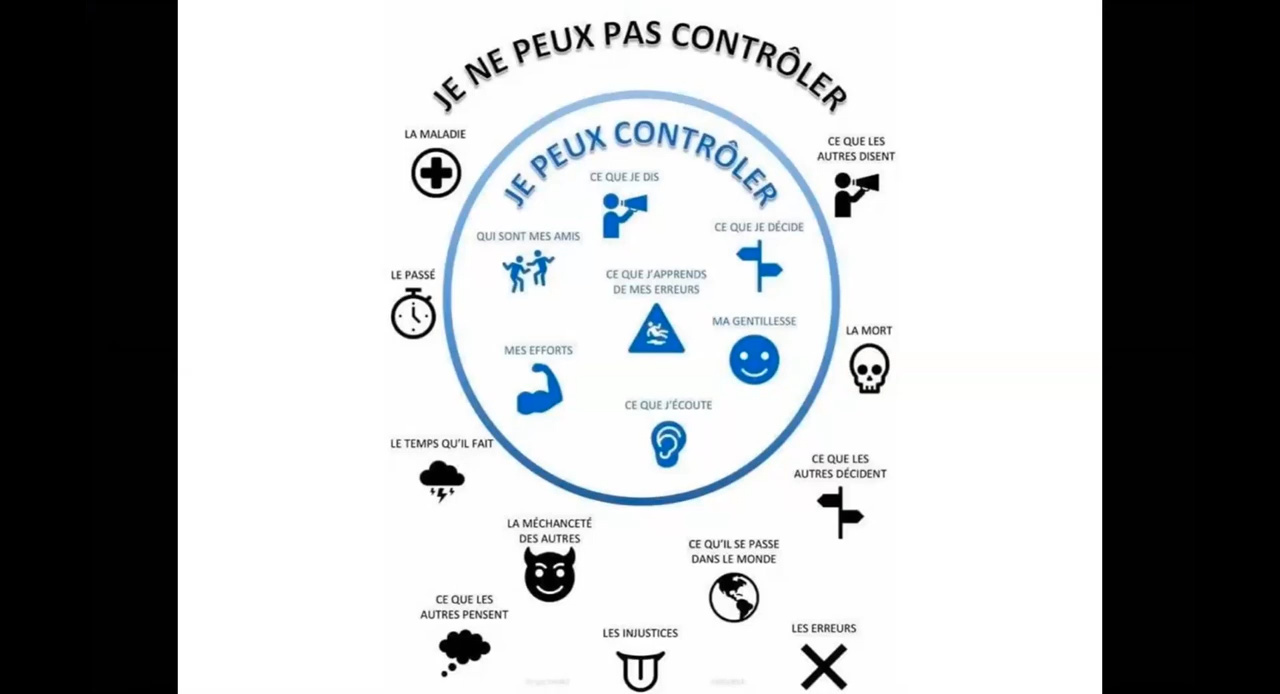 JE NE PEUX PAS CONTRÔLER
JE PEUX CONTRÔLER
LA MALADIE
CE QUE LES
AUTRES DISENT
CE QUE JE DIS
CE QUE JE DÉCIDE
QUI SONT MES AMIS
LE PASSÉ
CE QUE J'APPRENDS
DE MES ERREURS
MA GENTILLESSE
LA MORT
MES EFFORTS
CE QUE J'ÉCOUTE
LE TEMPS QU'IL FAIT
CE QUE LES
AUTRES DÉCIDENT
LA MÉCHANCETÉ
DES AUTRES
CE QU'IL SE PASSE
DANS LE MONDE
CE QUE LES
AUTRES PENSENT
LES INJUSTICES
LES ERREURS